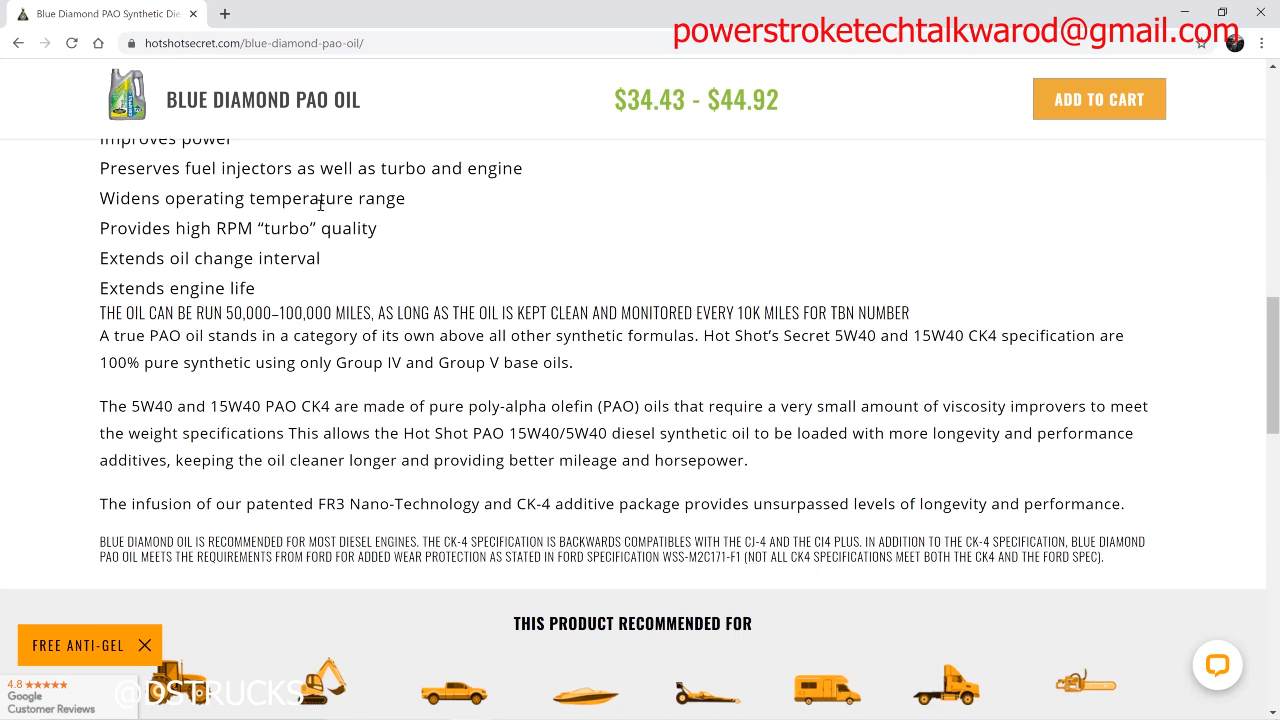 Blue Diamond PAO Synthetic Die
powerstroketechtalkwarod@gmail.com
hotshotsecret.com/blue-diamond-pao-oil/
BLUE DIAMOND PAO OIL
$34.43 - $44.92
ADD TO CART
Improves power
Preserves fuel injectors as well as turbo and engine
Widens operating temperature range
Provides high RPM “turbo” quality
Extends oil change interval
Extends engine life
THE OIL CAN BE RUN 50,000–100,000 MILES, AS LONG AS THE OIL IS KEPT CLEAN AND MONITORED EVERY 10K MILES FOR TBN NUMBER
A true PAO oil stands in a category of its own above all other synthetic formulas. Hot Shot’s Secret 5W40 and 15W40 CK4 specification are
100% pure synthetic using only Group IV and Group V base oils.
The 5W40 and 15W40 PAO CK4 are made of pure poly-alpha olefin (PAO) oils that require a very small amount of viscosity improvers to meet
the weight specifications This allows the Hot Shot PAO 15W40/5W40 diesel synthetic oil to be loaded with more longevity and performance
additives, keeping the oil cleaner longer and providing better mileage and horsepower.
The infusion of our patented FR3 Nano-Technology and CK-4 additive package provides unsurpassed levels of longevity and performance.
BLUE DIAMOND OIL IS RECOMMENDED FOR MOST DIESEL ENGINES. THE CK-4 SPECIFICATION IS BACKWARDS COMPATIBLES WITH THE CJ-4 AND THE CI4 PLUS. IN ADDITION TO THE CK-4 SPECIFICATION, BLUE DIAMOND
PAO OIL MEETS THE REQUIREMENTS FROM FORD FOR ADDED WEAR PROTECTION AS STATED IN FORD SPECIFICATION WSS-M2C171-F1 (NOT ALL CK4 SPECIFICATIONS MEET BOTH THE CK4 AND THE FORD SPEC).
THIS PRODUCT RECOMMENDED FOR
FREE ANTI-GEL
4.8 ★★★★★
Google
Customer Reviews
@DSTRUCKS